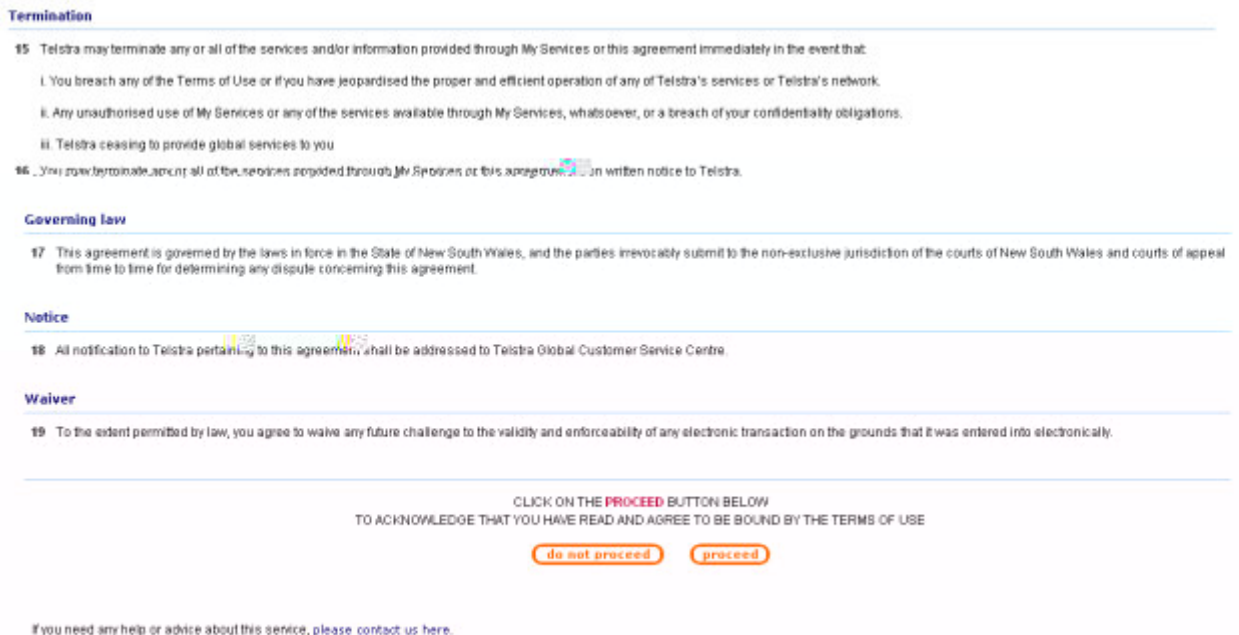 Termination
15 Telstra may terminate any or all of the services and/or information provided through My Services or this agreement immediately in the event that:
i. You breach any of the Terms of Use or if you have jeopardised the proper and efficient operation of any of Telstra's services or Telstra's network.
ii. Any unauthorised use of My Services or any of the services available through My Services, whatsoever, or a breach of your confidentiality obligations.
iii. Telstra ceasing to provide global services to you
16 You may terminate any or all of the services provided through My Services or this on written notice to Telstra.
Governing law
17 This agreement is governed by the laws in force in the State of New South Wales, and the parties irrevocably submit to the non-exclusive jurisdiction of the courts of New South Wales and courts of appeal
from time to time for determining any dispute concerning this agreement.
Notice
18 All notification to Telstra pertaining to this agreement shall be addressed to Telstra Global Customer Service Centre.
Waiver
19 To the extent permitted by law, you agree to waive any future challenge to the validity and enforceability of any electronic transaction on the grounds that it was entered into electronically.
CLICK ON THE PROCEED BUTTON BELOW
TO ACKNOWLEDGE THAT YOU HAVE READ AND AGREE TO BE BOUND BY THE TERMS OF USE
do not proceed proceed
If you need any help or advice about this service, please contact us here.